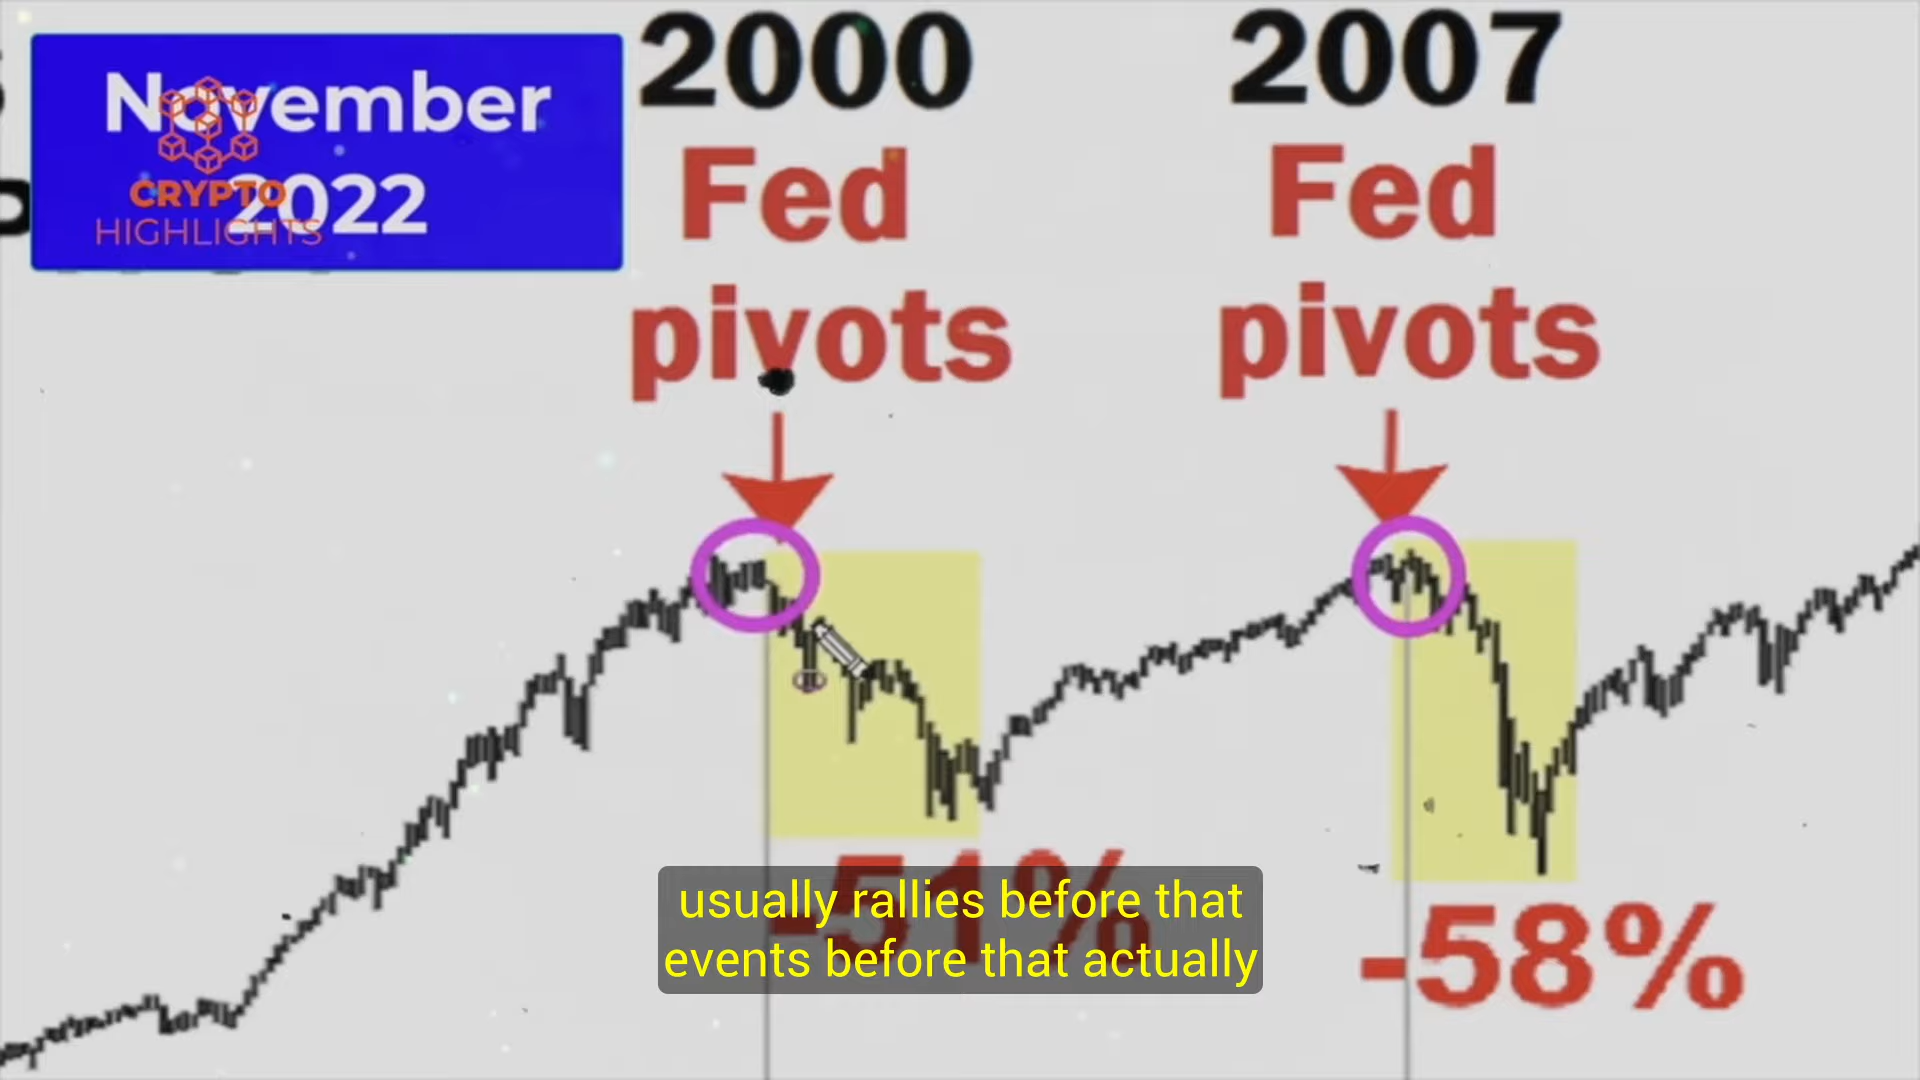 November
2022
CRYPTO
HIGHLIGHTS
2000
Fed
pivots
2007
Fed
pivots
-51%
-58%
usually rallies before that
events before that actually